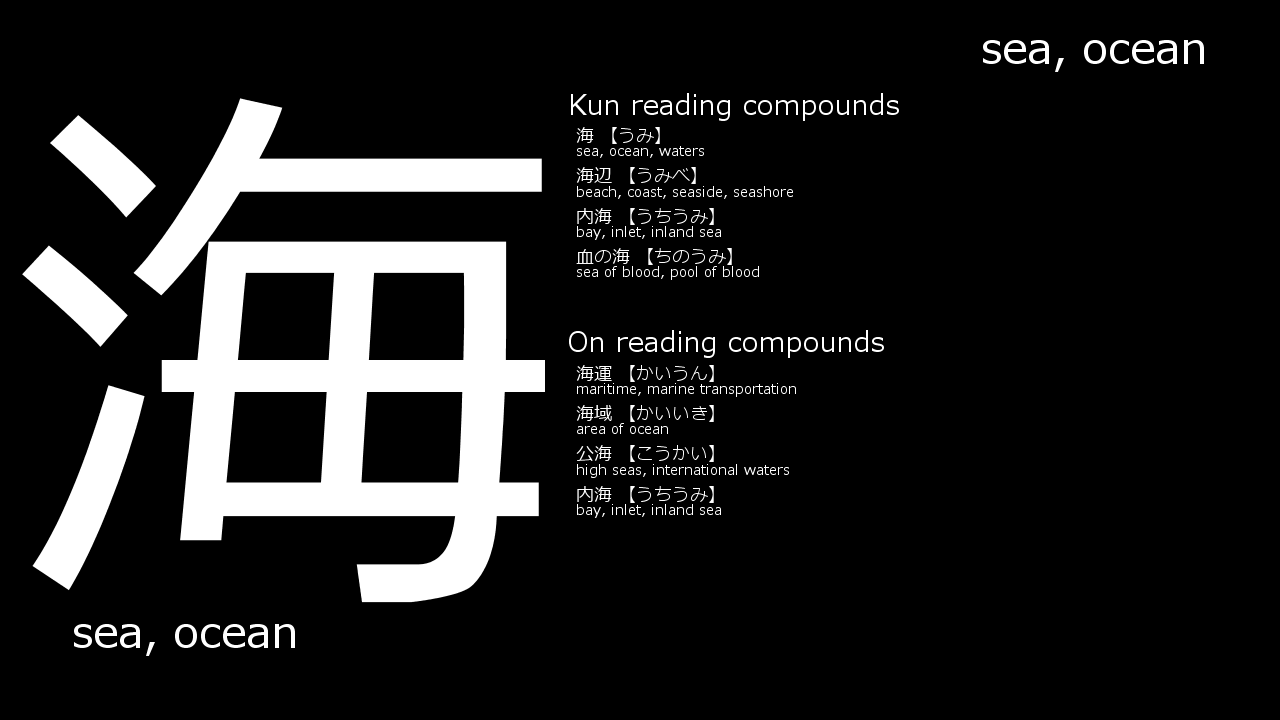 sea, ocean
海
Kun reading compounds
海 【うみ】
sea, ocean, waters
海辺 【うみべ】
beach, coast, seaside, seashore
内海 【うちうみ】
bay, inlet, inland sea
血の海 【ちのうみ】
sea of blood, pool of blood
On reading compounds
海運 【かいうん】
maritime, marine transportation
海域 【かいいき】
area of ocean
公海 【こうかい】
high seas, international waters
内海 【うちうみ】
bay, inlet, inland sea
sea, ocean